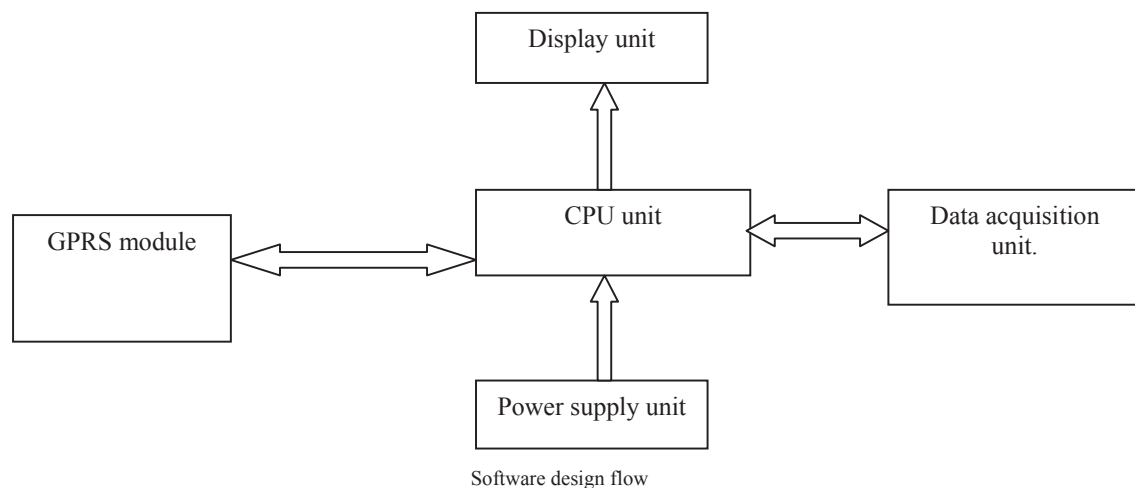 Display unit
CPU unit
GPRS module
Data acquisition
unit.
Power supply unit
Software design flow